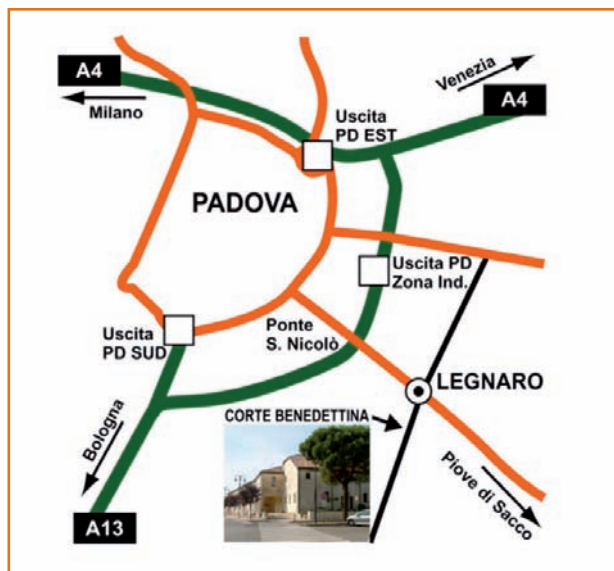 A4
Milano
Venezia
A4
Uscita
PD EST
PADOVA
Uscita PD
Zona Ind.
Uscita
PD SUD
Ponte
S. Nicolò
LEGNARO
CORTE BENEDETTINA
Bologna
Piove di Sacco
A13